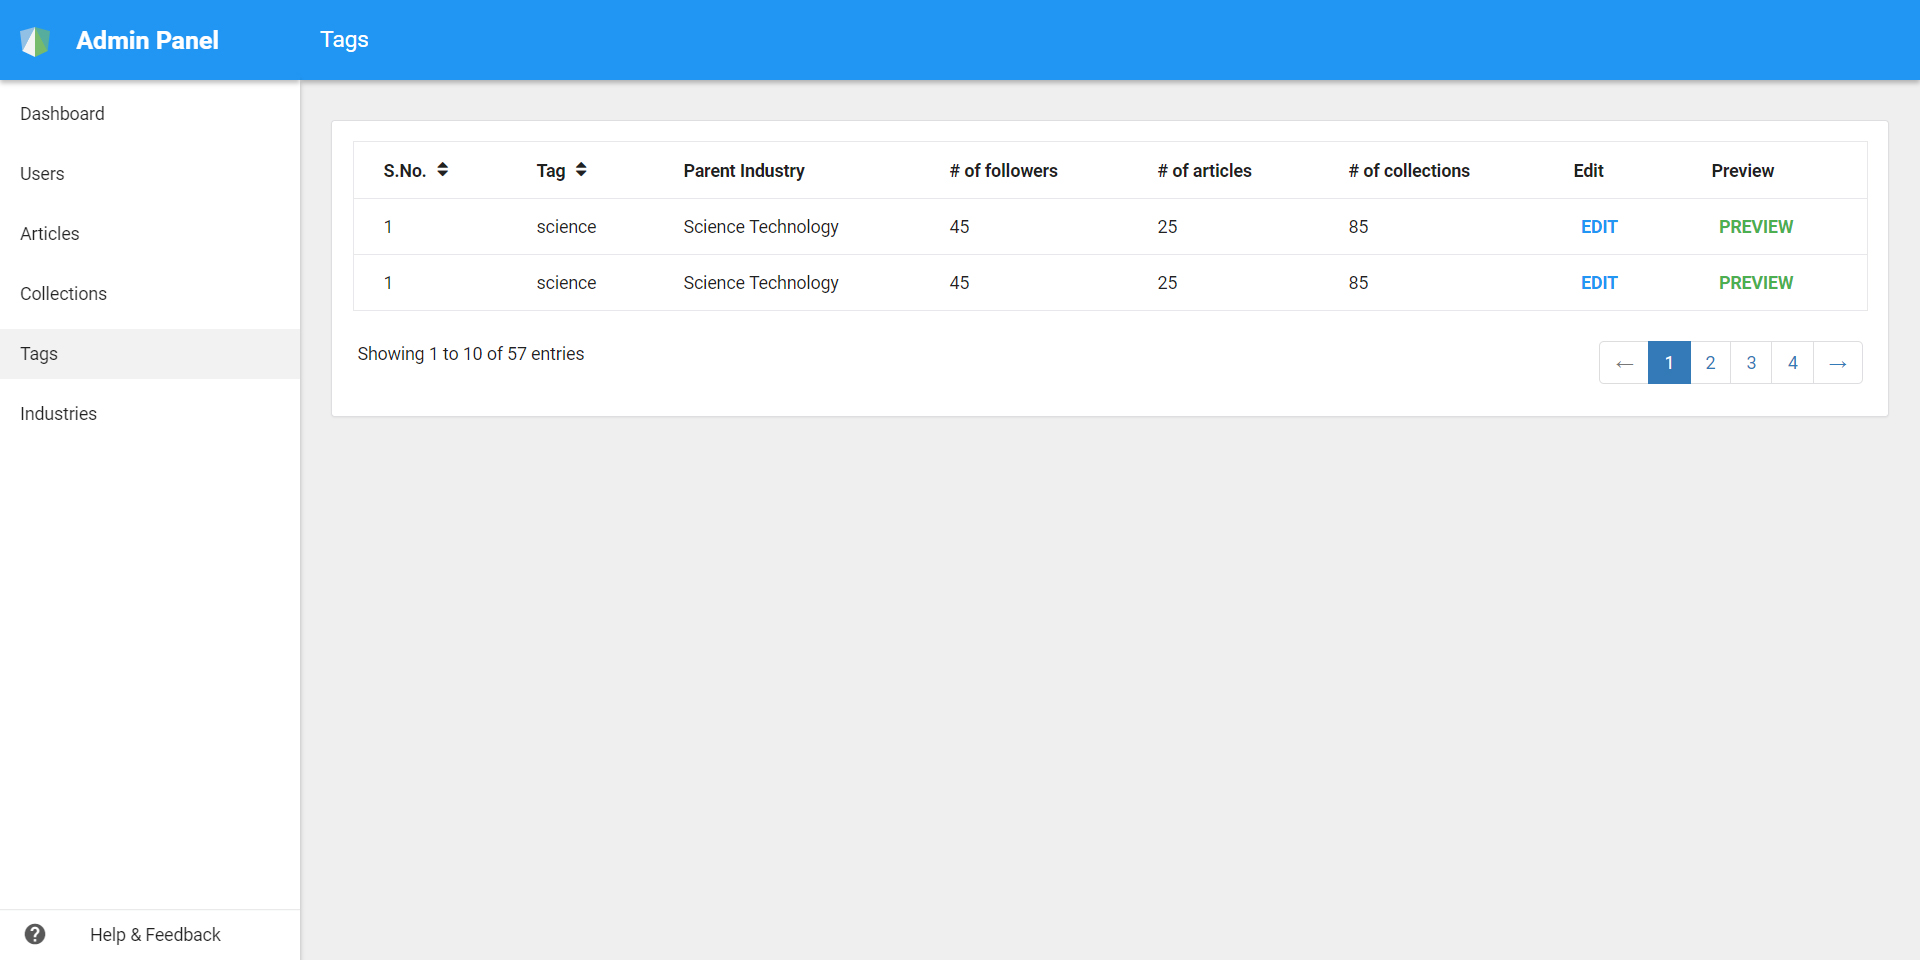 Admin Panel
Tags
Dashboard
Users
Articles
Collections
Tags
Industries
Help & Feedback
S.No. Tag Parent Industry # of followers # of articles # of collections Edit Preview
1 science Science Technology 45 25 85 EDIT PREVIEW
1 science Science Technology 45 25 85 EDIT PREVIEW
Showing 1 to 10 of 57 entries
← 1 2 3 4 →